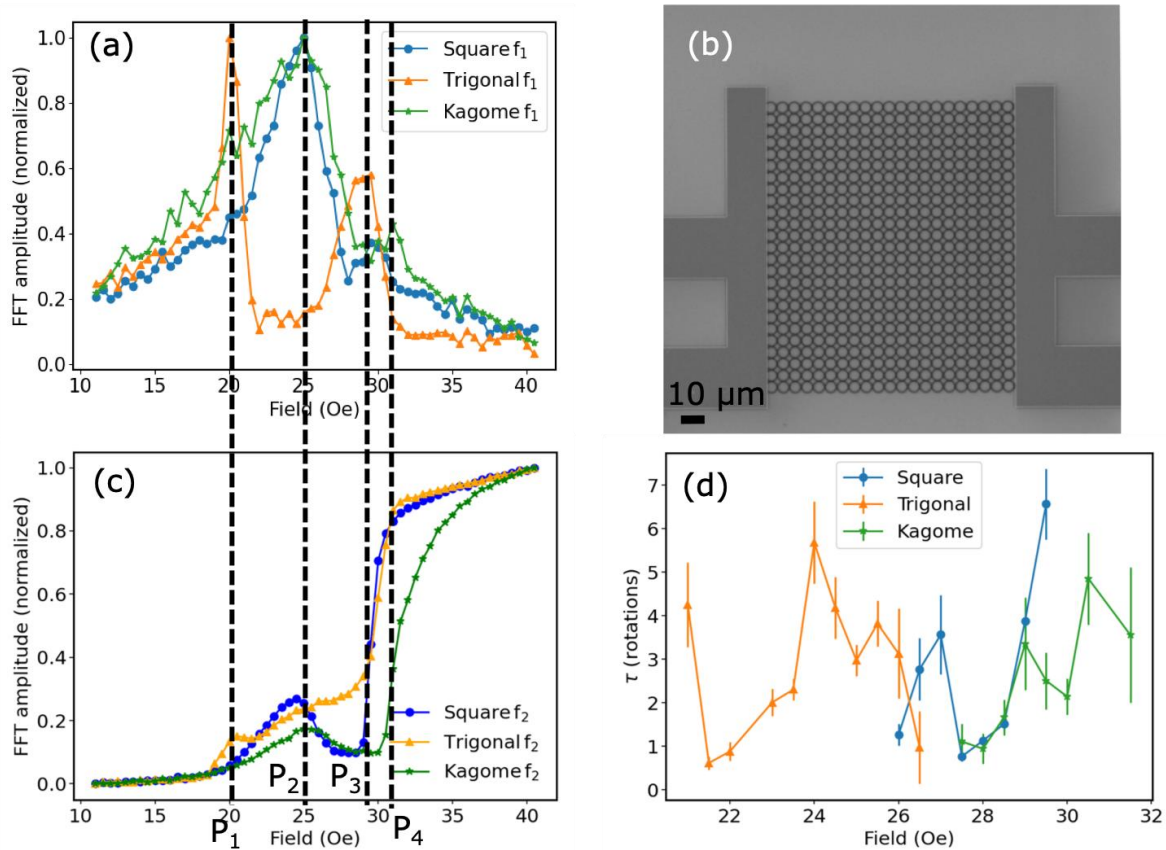 (a)
FFT amplitude (normalized)
1.0
0.8
0.6
0.4
0.2
0.0
Square f₁
Trigonal f₁
Kagome f₁
10 15 20 25 30 35 40
Field (Oe)
(b)
10 μm
(c)
FFT amplitude (normalized)
1.0
0.8
0.6
0.4
0.2
0.0
Square f₂
Trigonal f₂
Kagome f₂
P₁
P₂
P₃
P₄
10 15 20 25 30 35 40
Field (Oe)
(d)
τ (rotations)
7
6
5
4
3
2
1
0
Square
Trigonal
Kagome
22 24 26 28 30 32
Field (Oe)